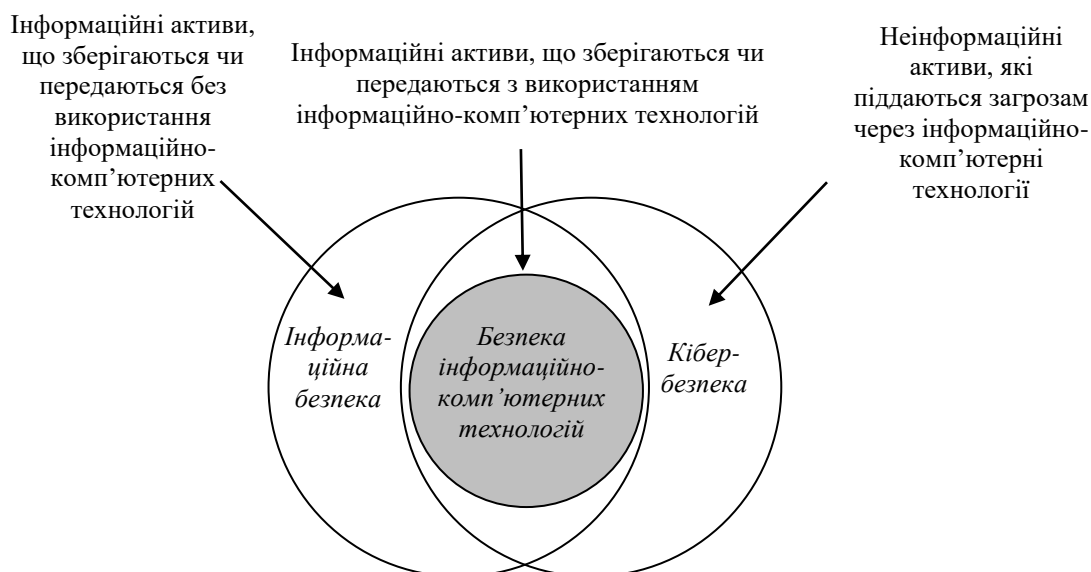 Інформаційні активи,
що зберігаються чи
передаються без
використання
інформаційно-
комп’ютерних
технологій
Інформаційні активи, що зберігаються чи
передаються з використанням
інформаційно-комп’ютерних технологій
Неінформаційні
активи, які
піддаються загрозам
через інформаційно-
комп’ютерні
технології
Інформа-
ційна
безпека
Безпека
інформаційно-
комп’ютерних
технологій
Кібер-
безпека